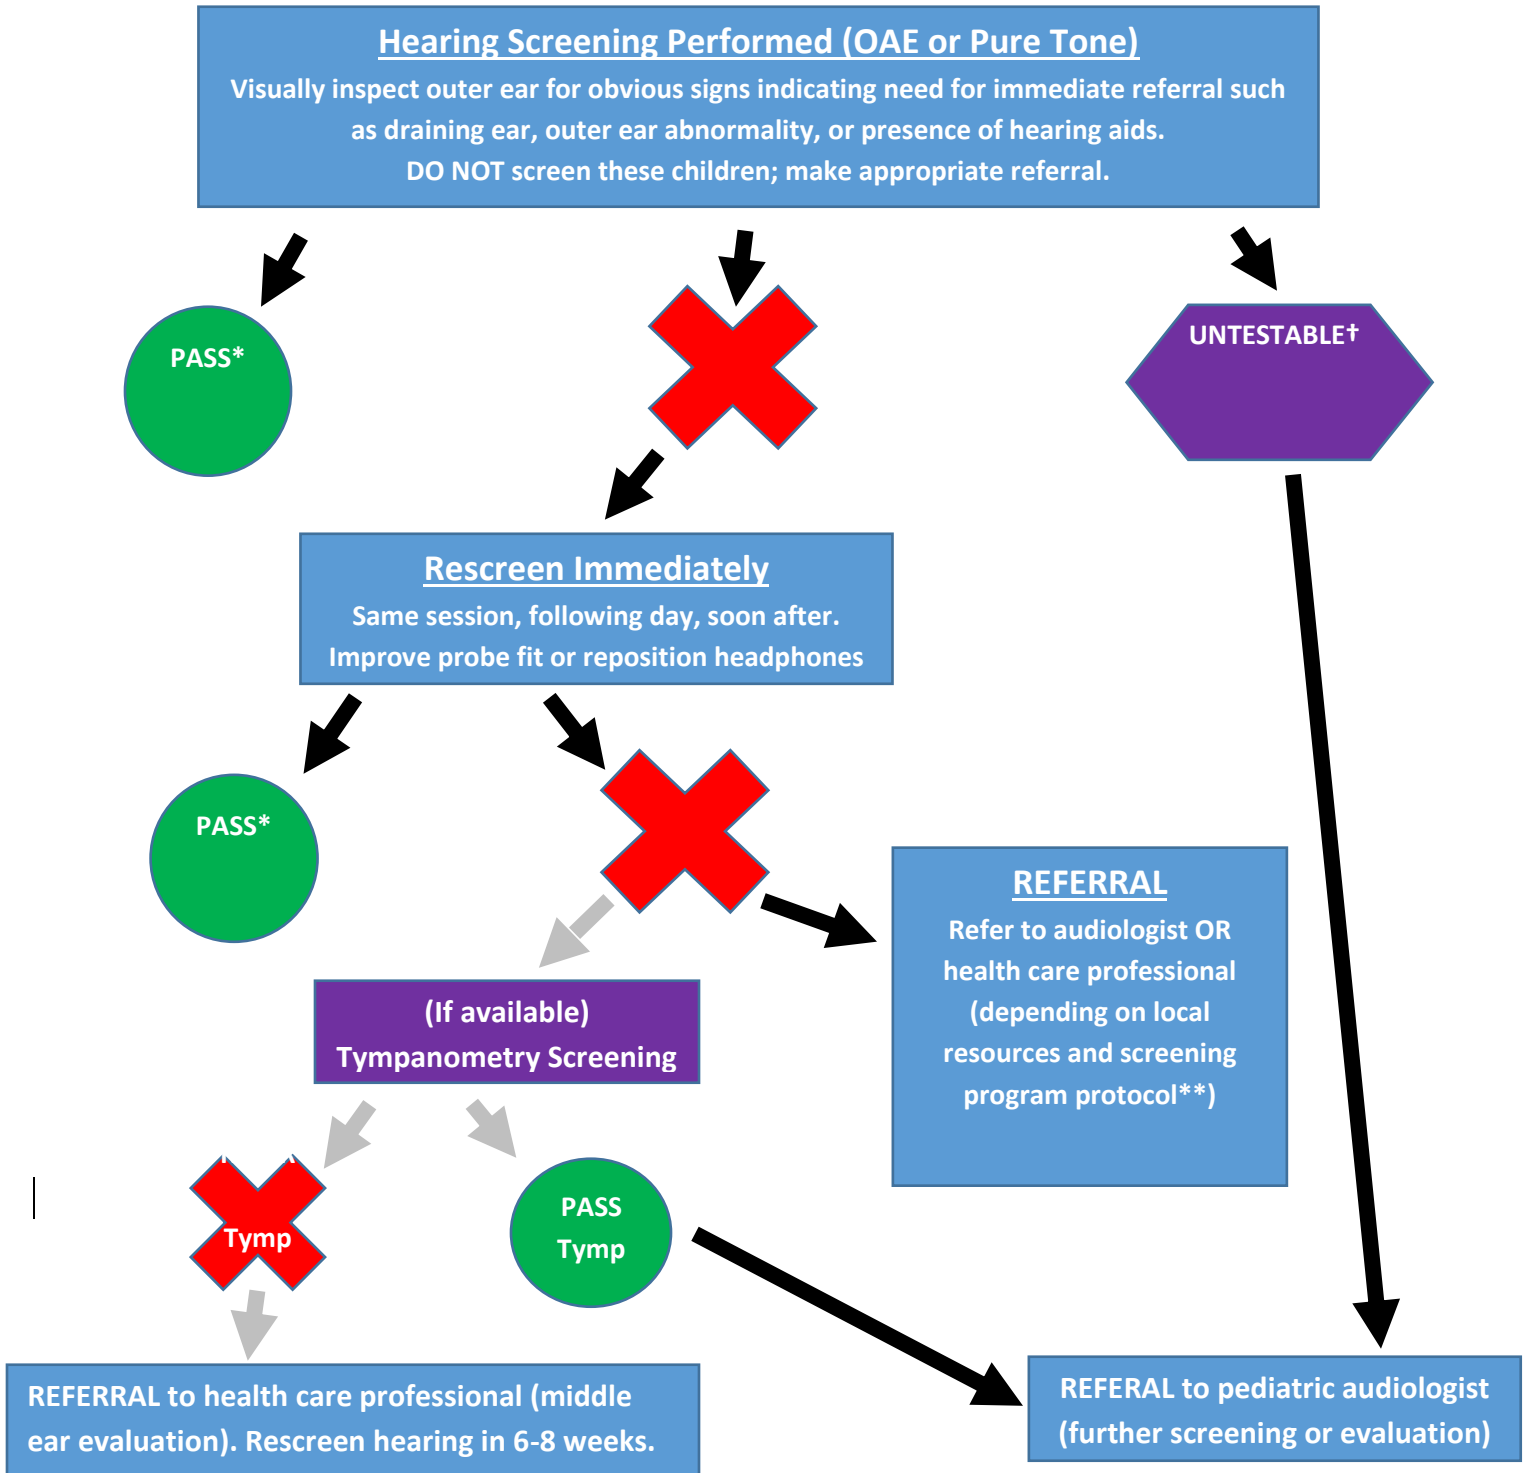 Hearing Screening Performed (OAE or Pure Tone)
Visually inspect outer ear for obvious signs indicating need for immediate referral such
as draining ear, outer ear abnormality, or presence of hearing aids.
DO NOT screen these children; make appropriate referral.
PASS*
UNTESTABLE†
Rescreen Immediately
Same session, following day, soon after.
Improve probe fit or reposition headphones
PASS*
REFERRAL
Refer to audiologist OR
health care professional
(depending on local
resources and screening
program protocol**)
(If available)
Tympanometry Screening
Tymp
PASS
Tymp
REFERRAL to health care professional (middle
ear evaluation). Rescreen hearing in 6-8 weeks.
REFERAL to pediatric audiologist
(further screening or evaluation)